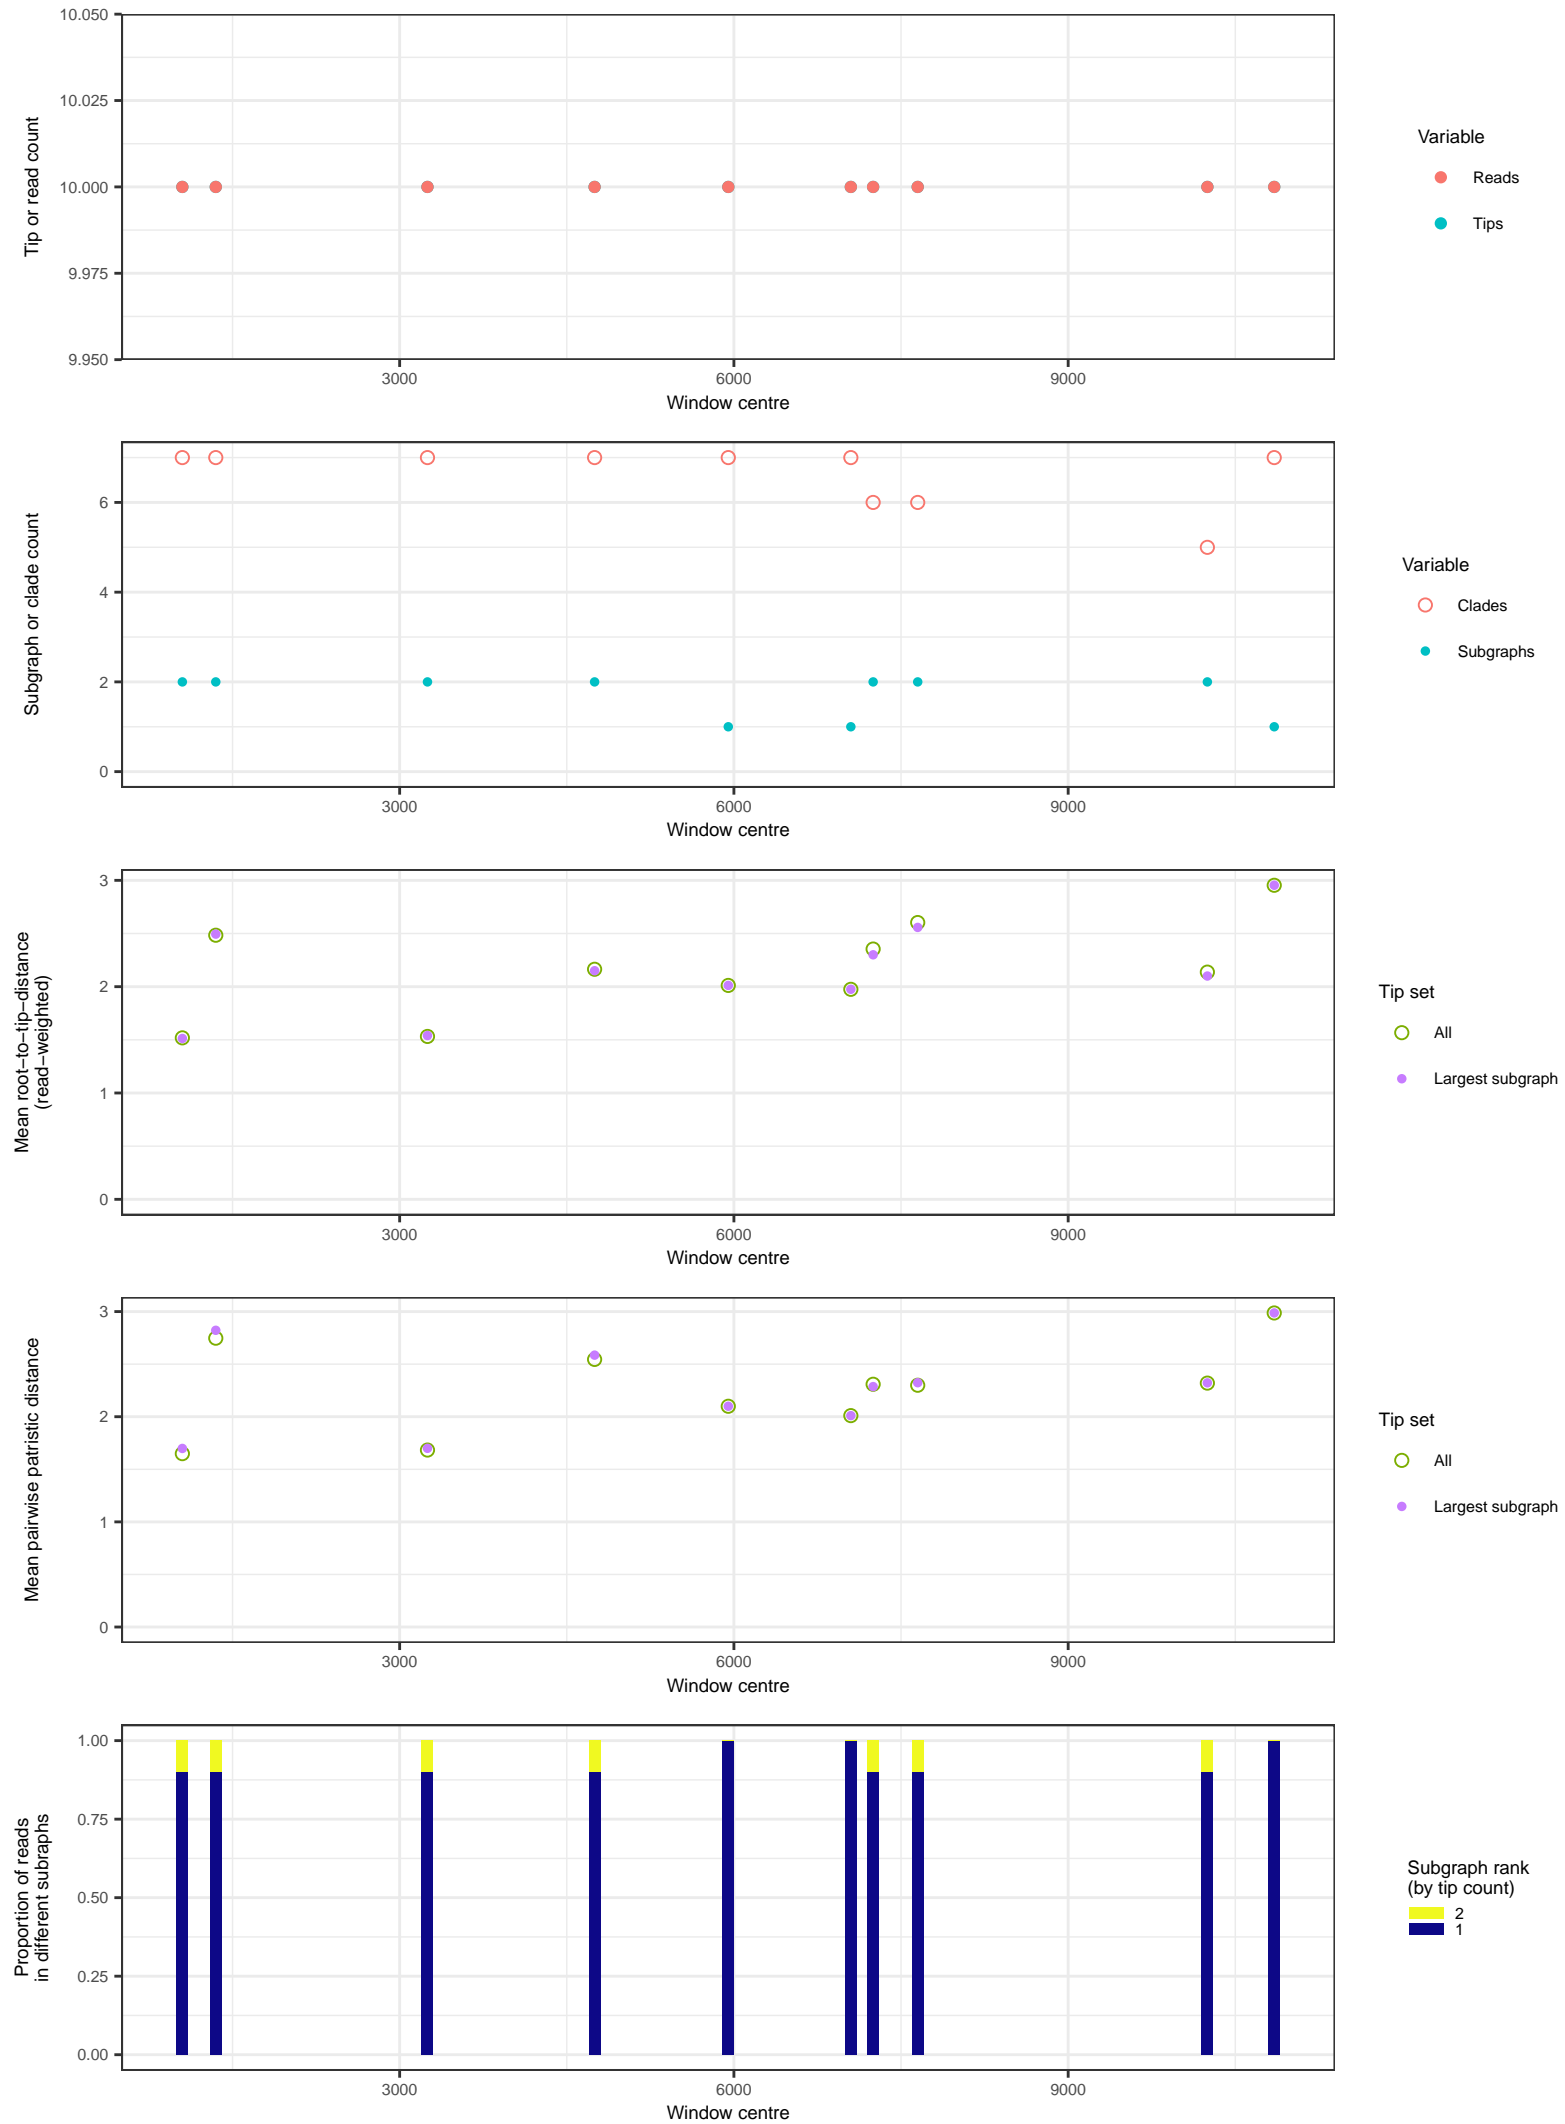 10.050
10.025
10.000
9.975
9.950
Tip or read count
3000
6000
9000
Window centre
Variable
Reads
Tips
6
4
2
0
Subgraph or clade count
3000
6000
9000
Window centre
Variable
Clades
Subgraphs
3
2
1
0
Mean root−to−tip−distance
(read−weighted)
3000
6000
9000
Window centre
Tip set
All
Largest subgraph
3
2
1
0
Mean pairwise patristic distance
3000
6000
9000
Window centre
Tip set
All
Largest subgraph
1.00
0.75
0.50
0.25
0.00
Proportion of reads
in different subraphs
3000
6000
9000
Window centre
Subgraph rank
(by tip count)
2
1